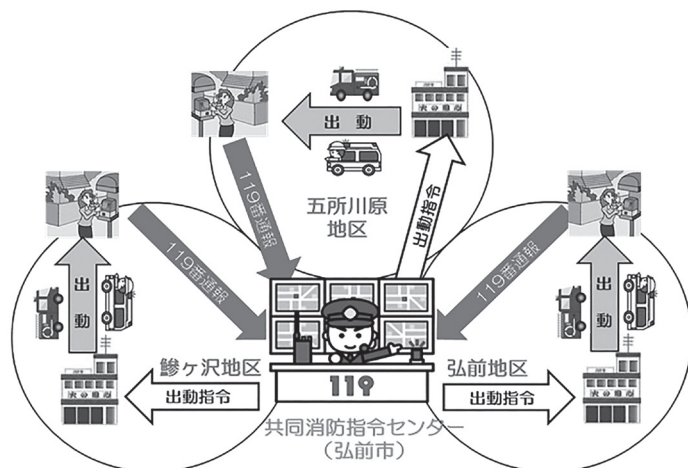 出動
119番通報
五所川原
地区
出動指令
119番通報
出動
鰺ヶ沢地区
出動指令
119番通報
出動
弘前地区
出動指令
119
共同消防指令センター
(弘前市)